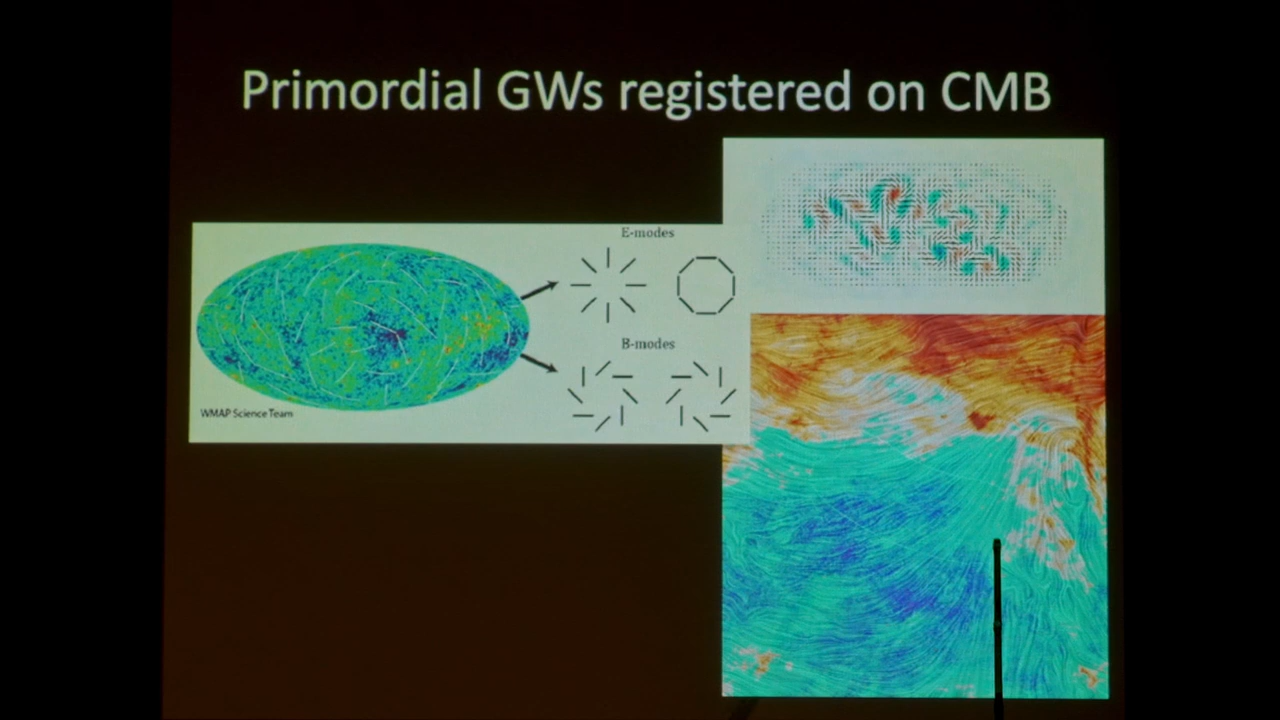 Primordial GWs registered on CMB
E-modes
B-modes
WMAP Science Team